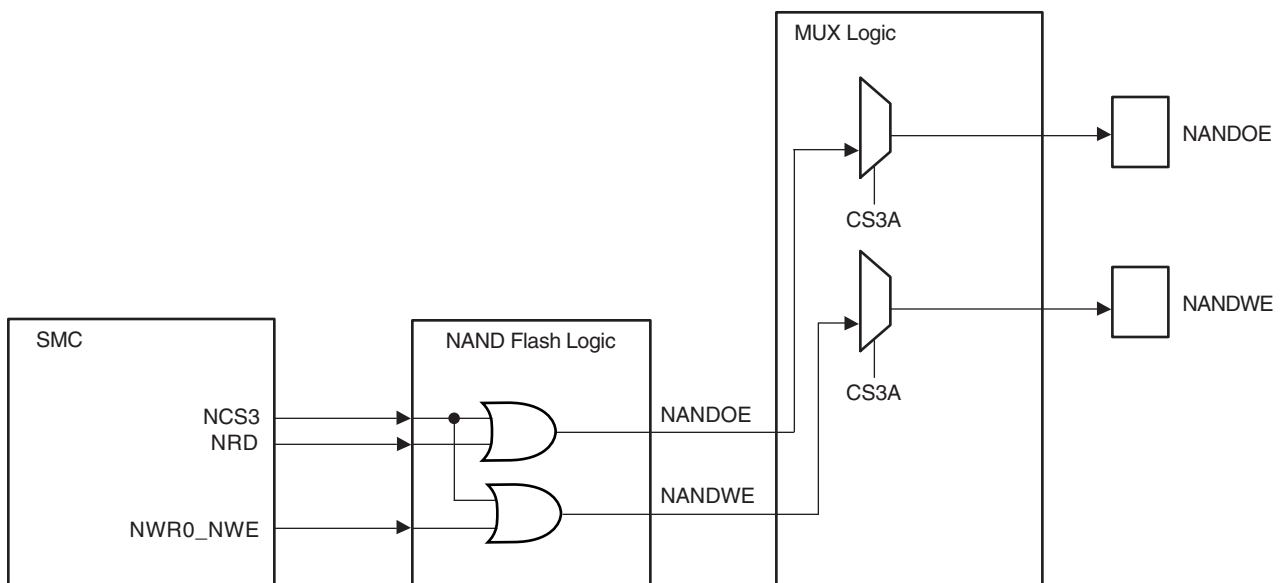 MUX Logic
NANDOE
CS3A
NANDWE
SMC
NAND Flash Logic
CS3A
NCS3
NANDOE
NRD
NANDWE
NWR0_NWE